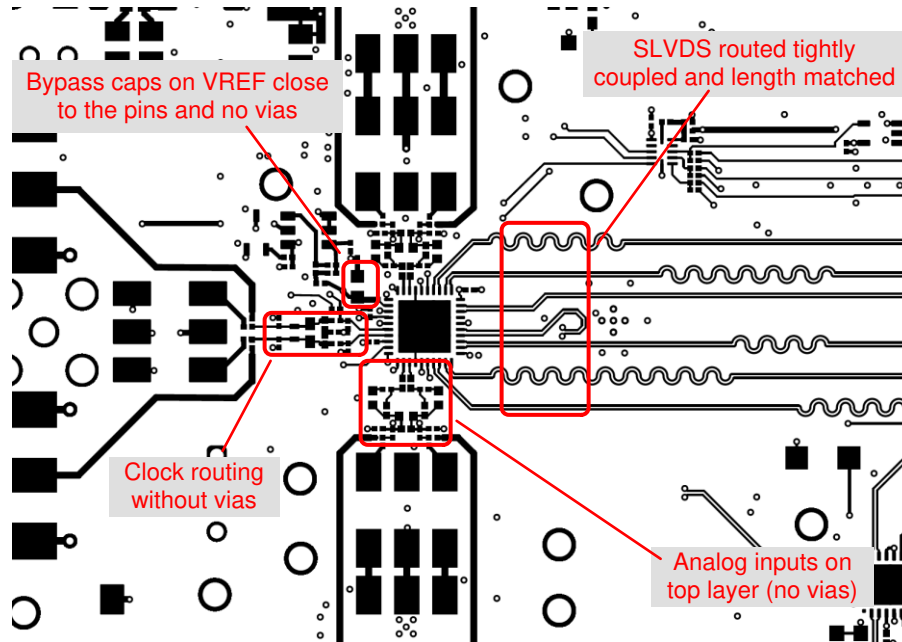 Bypass caps on VREF close
to the pins and no vias
SLVDS routed tightly
coupled and length matched
Clock routing
without vias
Analog inputs on
top layer (no vias)